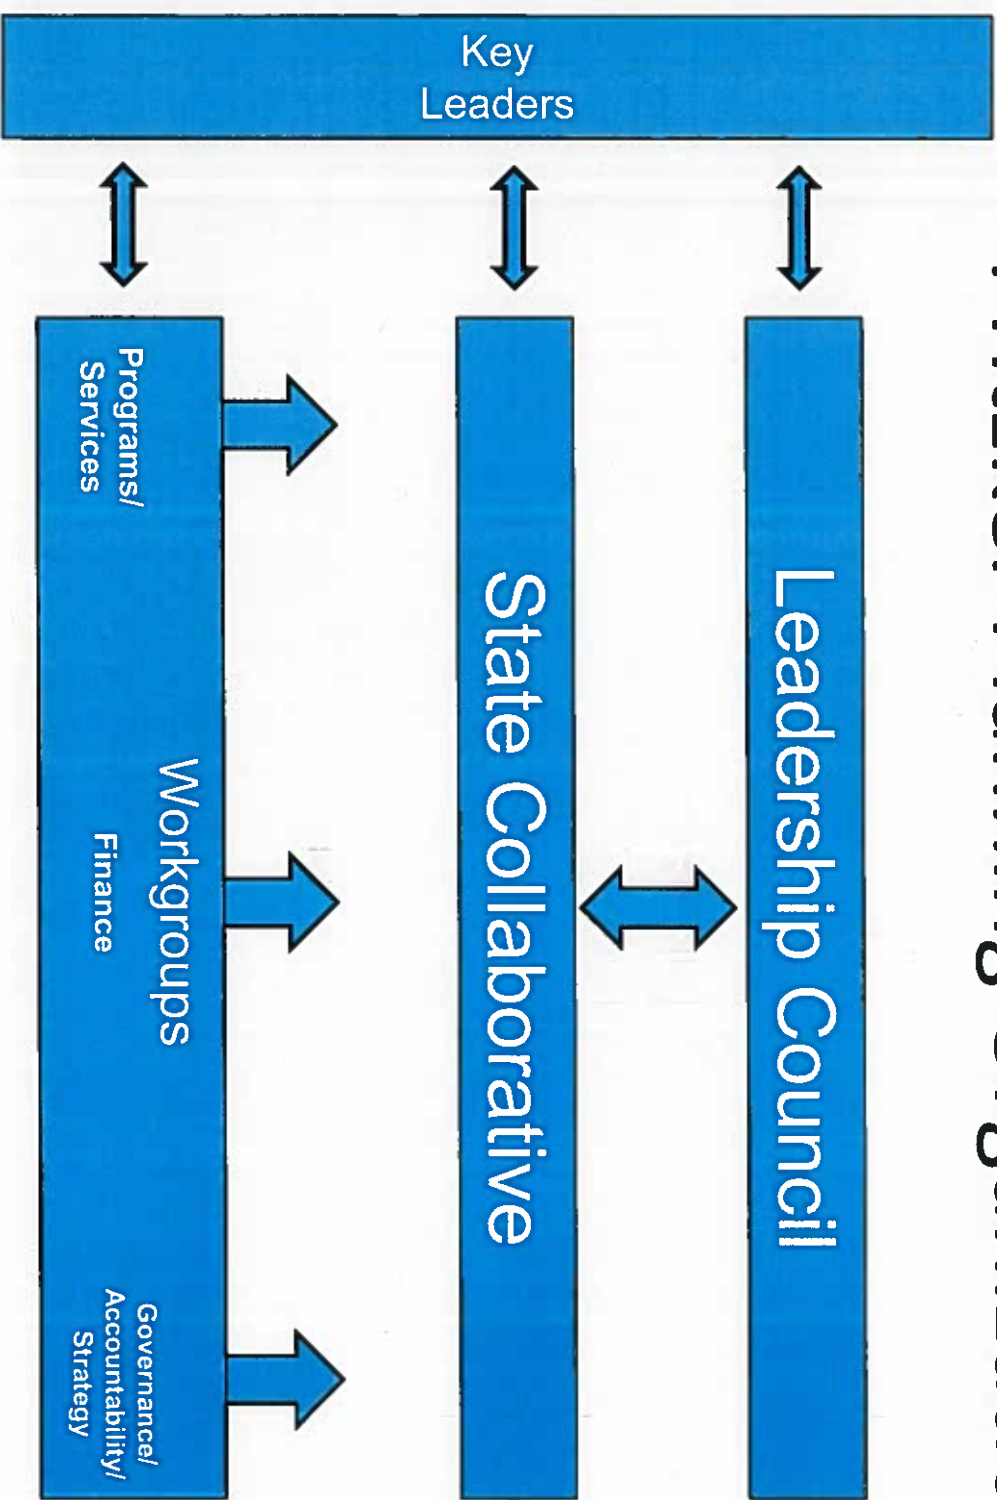 Key
Leaders
Leadership Council
State Collaborative
Workgroups
Programs/
Services
Finance
Governance/
Accountability/
Strategy